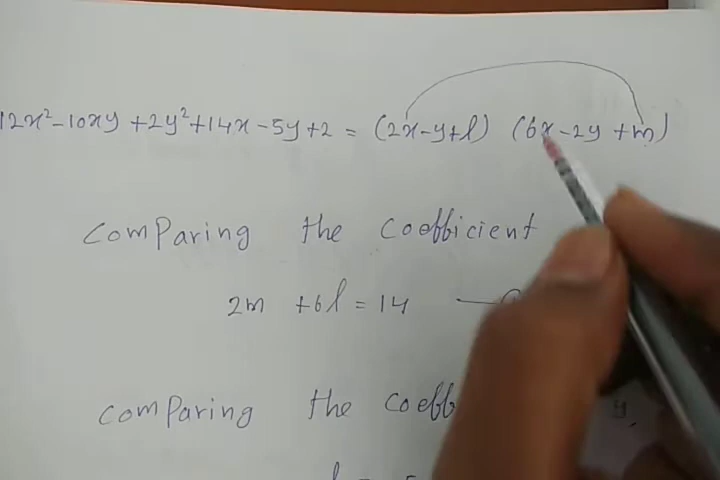 12x² - 10xy + 2y² + 14x - 5y + 2 = (2x - y + l) (6x - 2y + m)
Comparing the coefficient
2m + 6l = 14
comparing the coeff y,